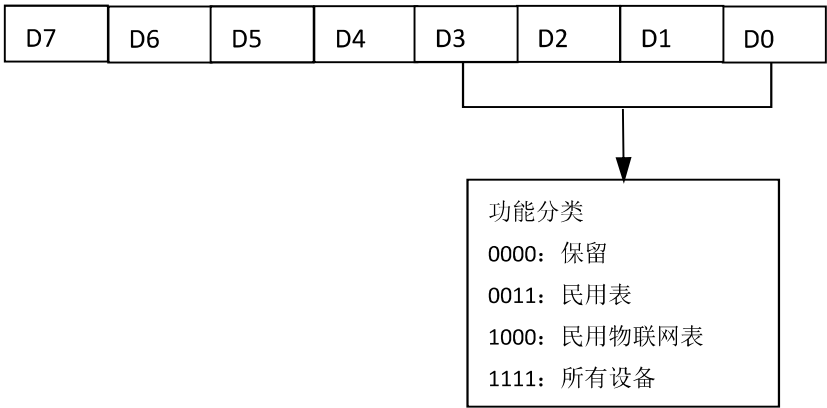 D7 D6 D5 D4 D3 D2 D1 D0
功能分类
0000：保留
0011：民用表
1000：民用物联网表
1111：所有设备